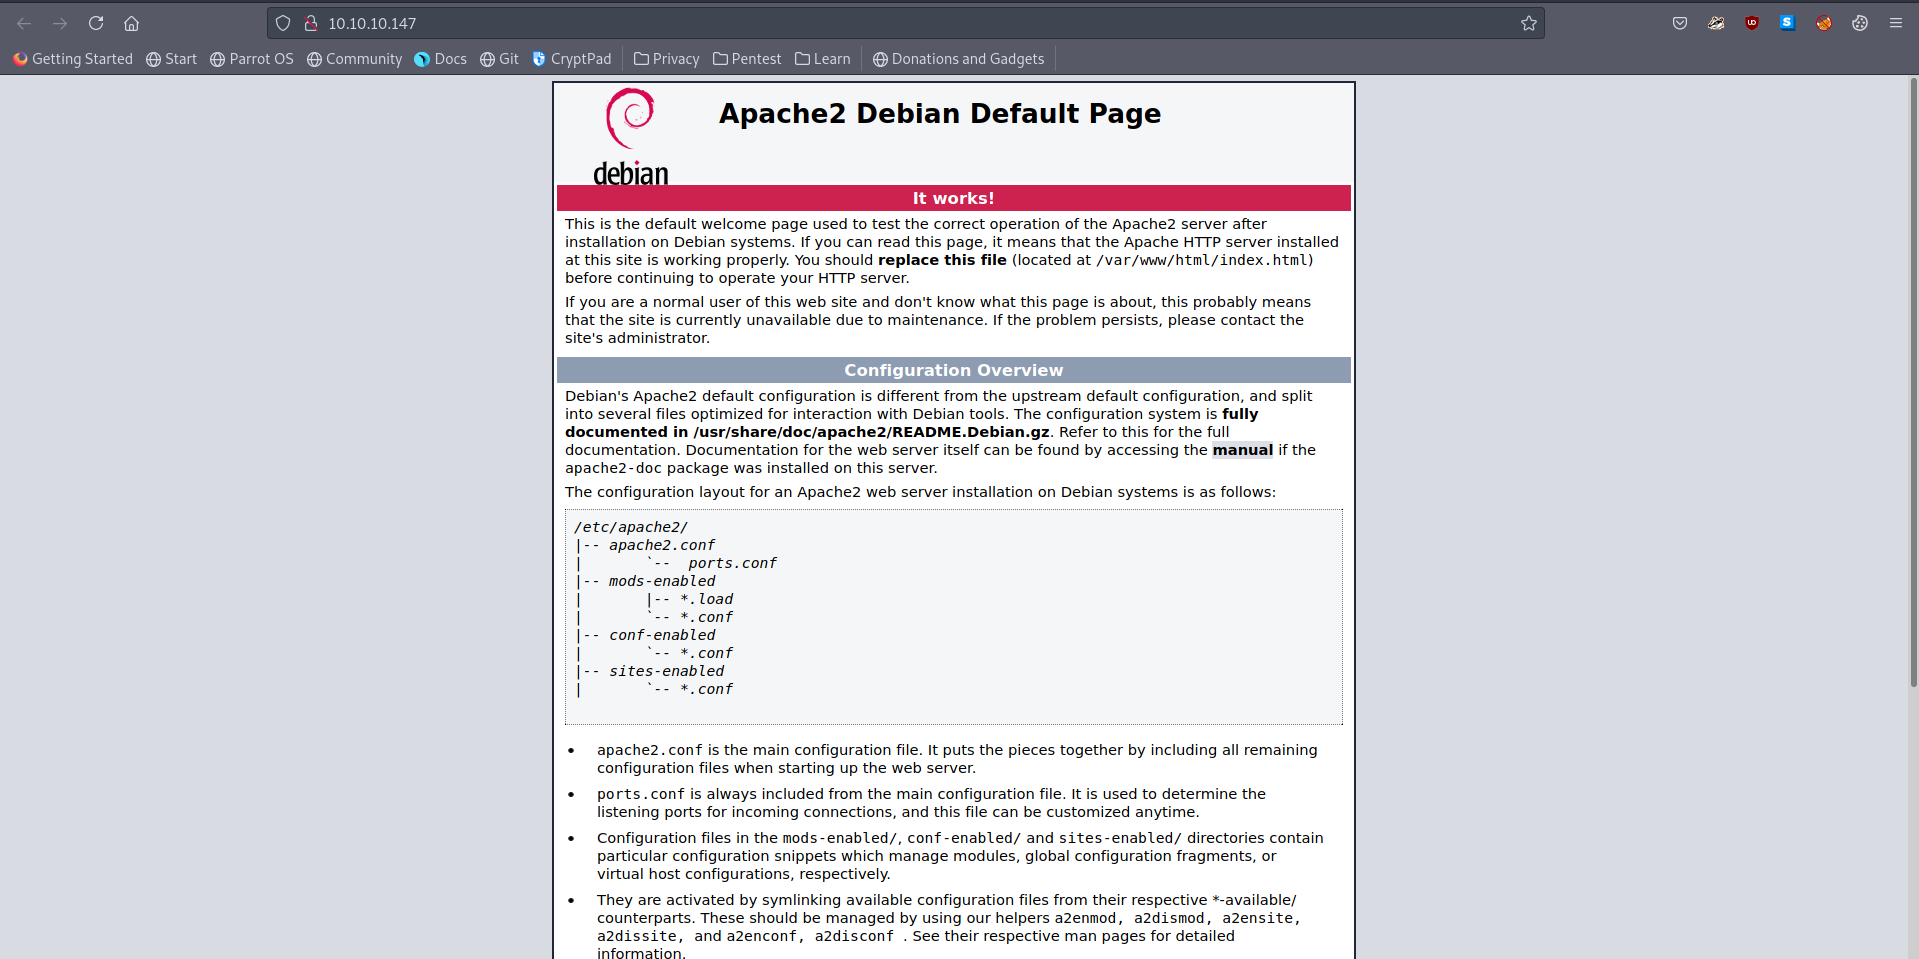 10.10.10.147
Getting Started Start Parrot OS Community Docs Git CryptPad Privacy Pentest Learn Donations and Gadgets
Apache2 Debian Default Page
debian
It works!
This is the default welcome page used to test the correct operation of the Apache2 server after
installation on Debian systems. If you can read this page, it means that the Apache HTTP server installed
at this site is working properly. You should replace this file (located at /var/www/html/index.html)
before continuing to operate your HTTP server.
If you are a normal user of this web site and don't know what this page is about, this probably means
that the site is currently unavailable due to maintenance. If the problem persists, please contact the
site's administrator.
Configuration Overview
Debian's Apache2 default configuration is different from the upstream default configuration, and split
into several files optimized for interaction with Debian tools. The configuration system is fully
documented in /usr/share/doc/apache2/README.Debian.gz. Refer to this for the full
documentation. Documentation for the web server itself can be found by accessing the manual if the
apache2-doc package was installed on this server.
The configuration layout for an Apache2 web server installation on Debian systems is as follows:
/etc/apache2/
|-- apache2.conf
|       `--  ports.conf
|-- mods-enabled
|       |-- *.load
|       `-- *.conf
|-- conf-enabled
|       `-- *.conf
|-- sites-enabled
|       `-- *.conf
• apache2.conf is the main configuration file. It puts the pieces together by including all remaining
configuration files when starting up the web server.
• ports.conf is always included from the main configuration file. It is used to determine the
listening ports for incoming connections, and this file can be customized anytime.
• Configuration files in the mods-enabled/, conf-enabled/ and sites-enabled/ directories contain
particular configuration snippets which manage modules, global configuration fragments, or
virtual host configurations, respectively.
• They are activated by symlinking available configuration files from their respective *-available/
counterparts. These should be managed by using our helpers a2enmod, a2dismod, a2ensite,
a2dissite, and a2enconf, a2disconf . See their respective man pages for detailed
information.